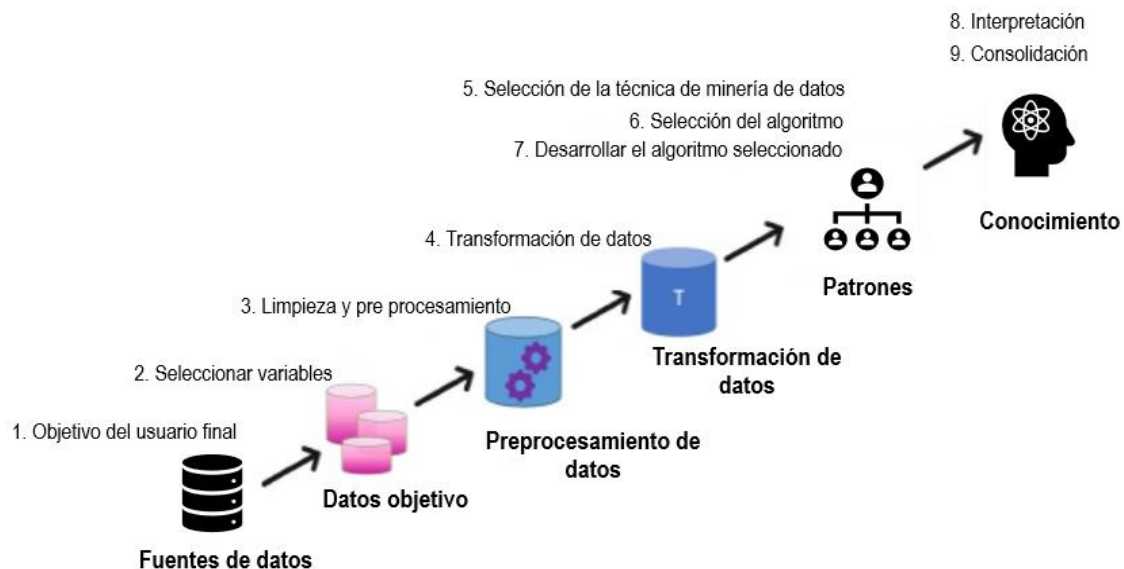 8. Interpretación
9. Consolidación
5. Selección de la técnica de minería de datos
6. Selección del algoritmo
7. Desarrollar el algoritmo seleccionado
Conocimiento
4. Transformación de datos
Patrones
T
3. Limpieza y pre procesamiento
Transformación de
datos
2. Seleccionar variables
Preprocesamiento de
datos
1. Objetivo del usuario final
Datos objetivo
Fuentes de datos